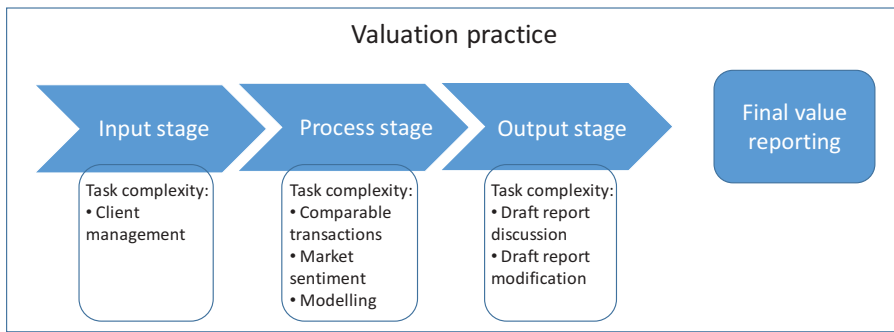 Valuation practice
Input stage
Process stage
Output stage
Final value
reporting
Task complexity:
• Client
management
Task complexity:
• Comparable
transactions
• Market
sentiment
• Modelling
Task complexity:
• Draft report
discussion
• Draft report
modification